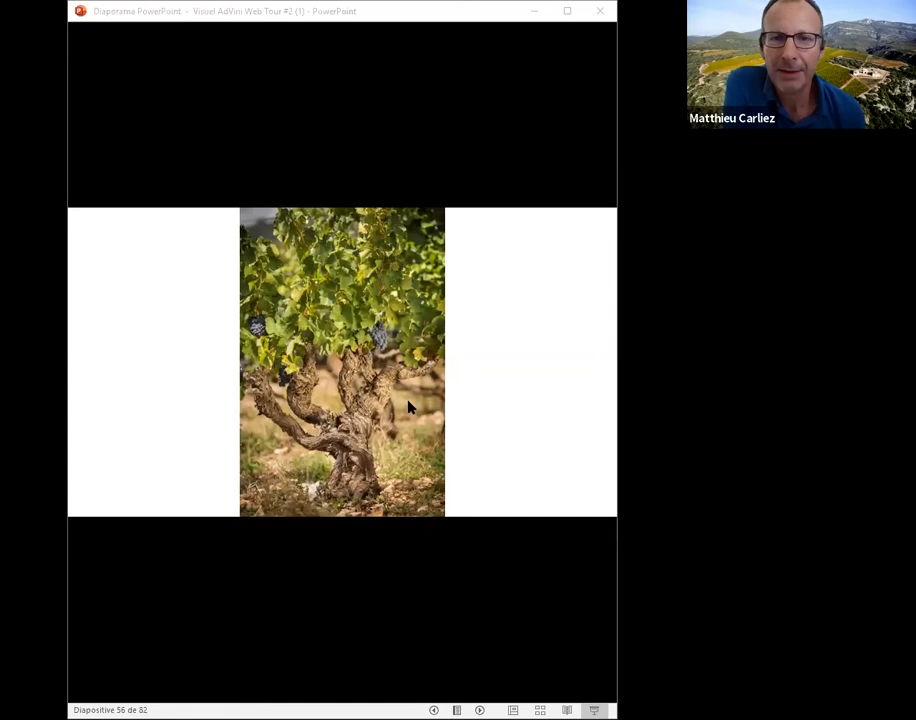 Diaporama PowerPoint - Visuel AdVini Web Tour #2 (1) - PowerPoint
Matthieu Carliez
Diapositive 56 de 82